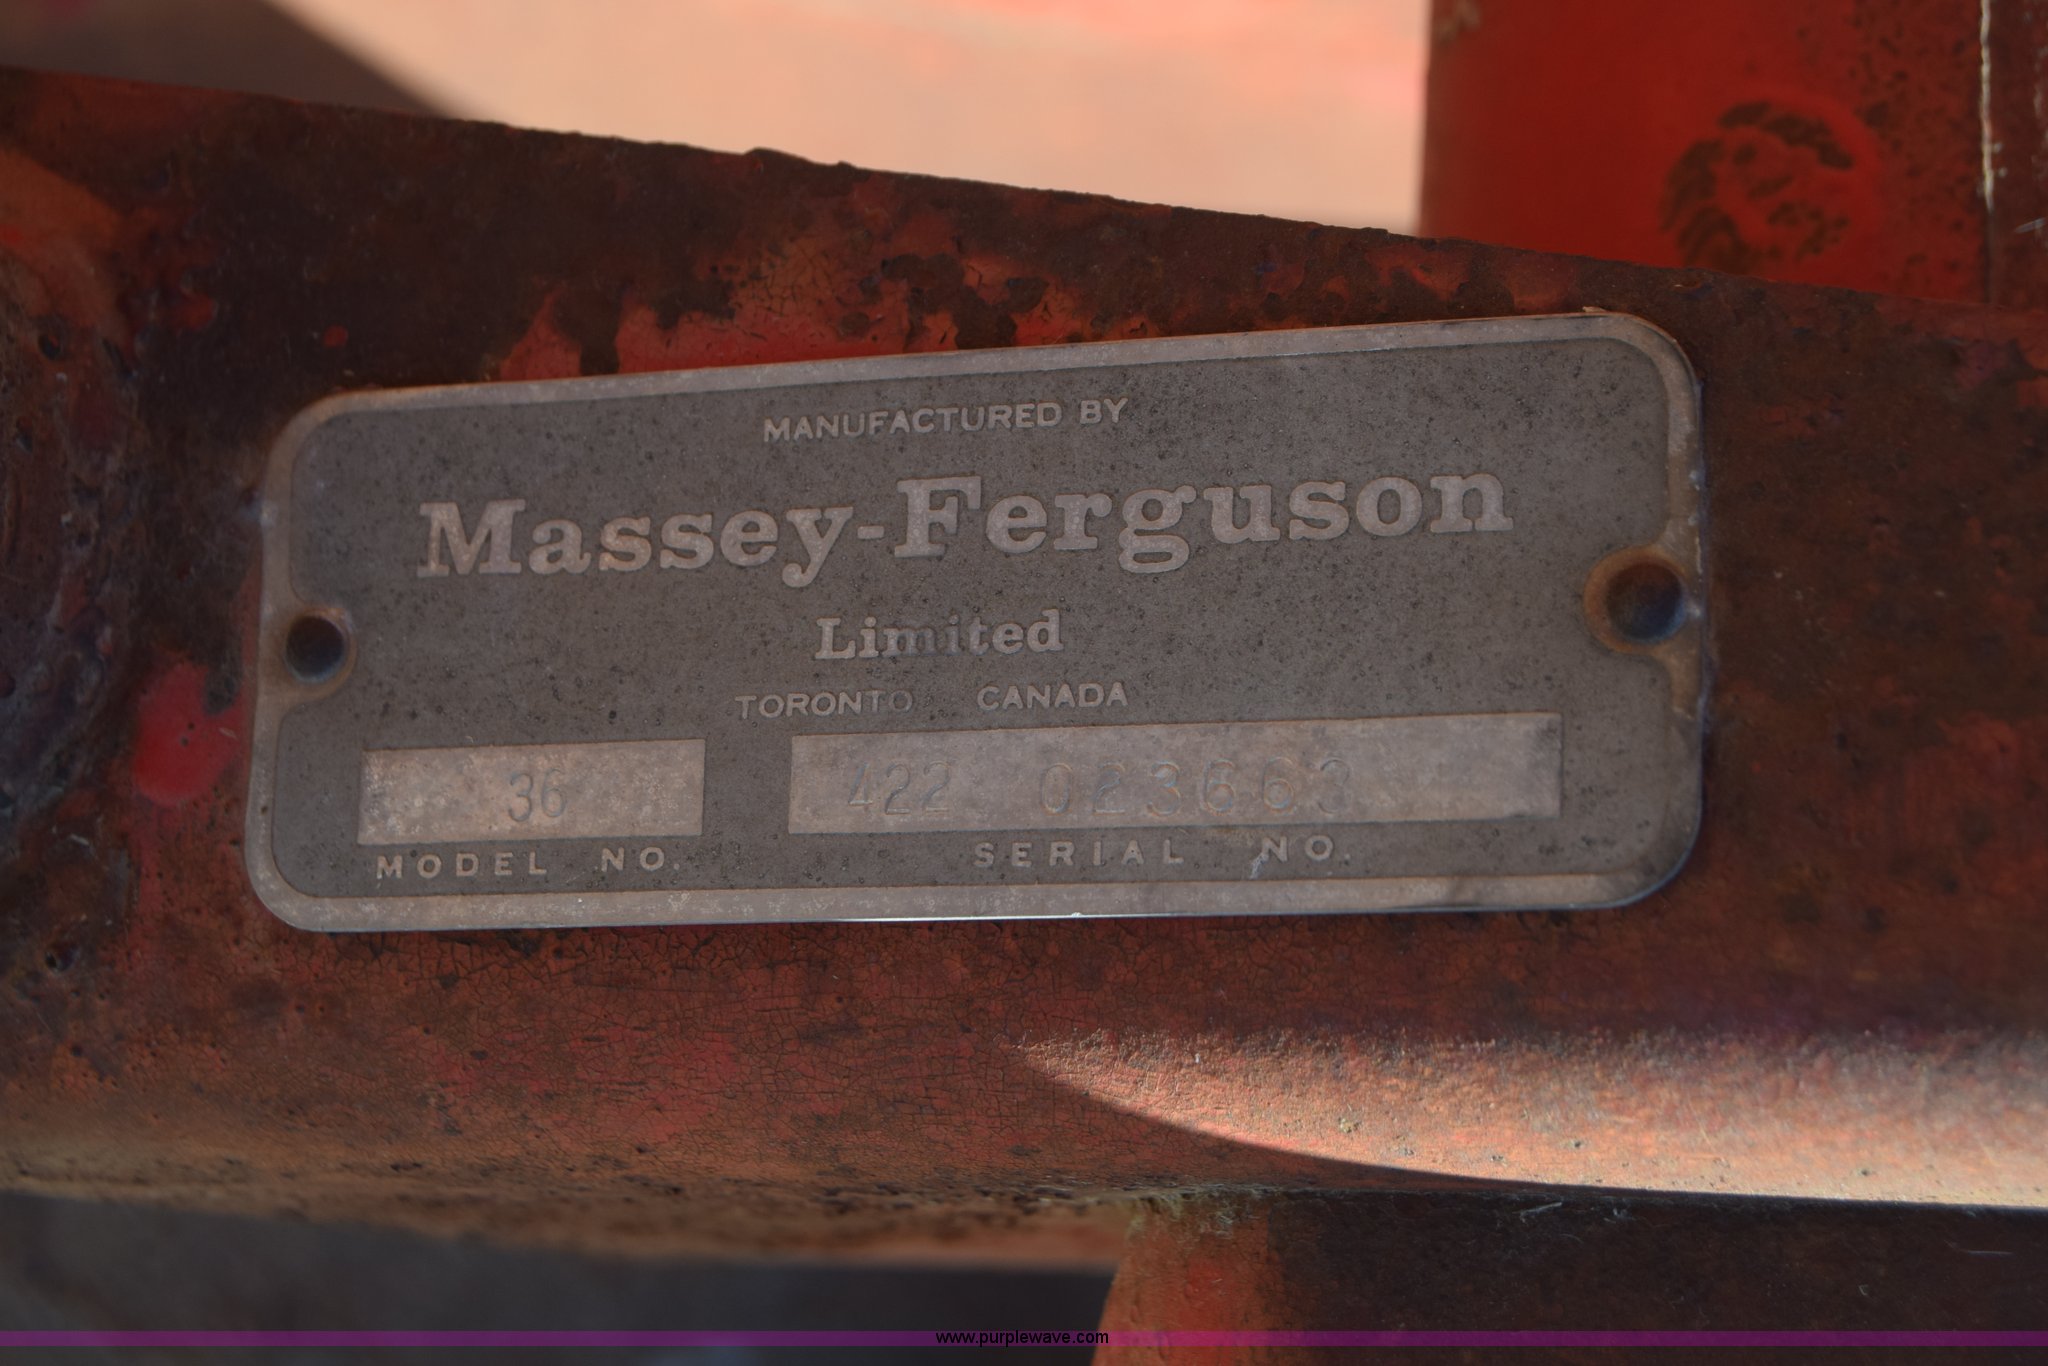 MANUFACTURED BY
Massey-Ferguson
Limited
TORONTO CANADA
36 422 023663
MODEL NO. SERIAL NO.
www.purplewave.com